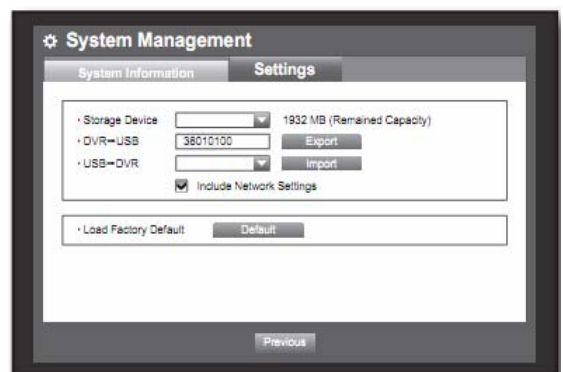 System Management
System Information Settings
· Storage Device 1932 MB (Remained Capacity)
· DVR➡USB 38010100 Export
· USB➡DVR Import
Include Network Settings
· Load Factory Default Default
Previous